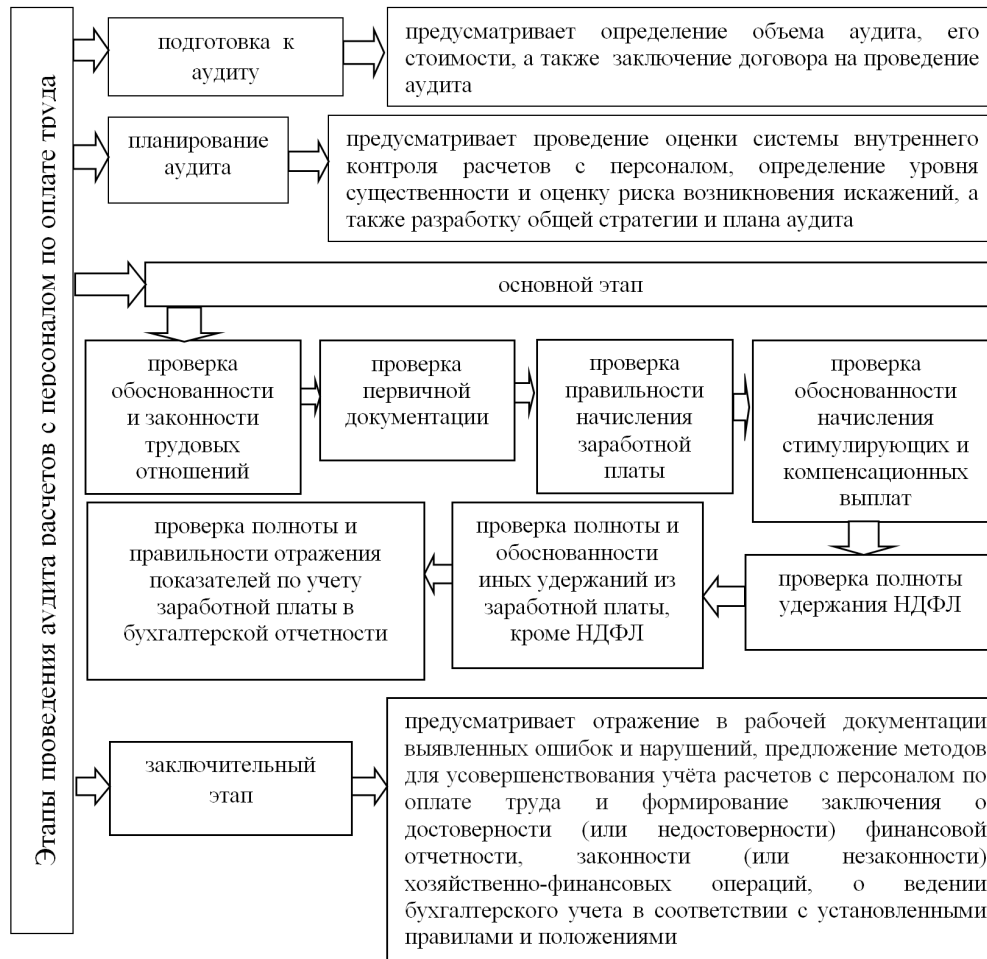 Этапы проведения аудита расчетов с персоналом по оплате труда
подготовка к
аудиту
предусматривает определение объема аудита, его
стоимости, а также заключение договора на проведение
аудита
планирование
аудита
предусматривает проведение оценки системы внутреннего
контроля расчетов с персоналом, определение уровня
существенности и оценку риска возникновения искажений, а
также разработку общей стратегии и плана аудита
основной этап
проверка
обоснованности
и законности
трудовых
отношений
проверка
первичной
документации
проверка
правильности
начисления
заработной
платы
проверка
обоснованности
начисления
стимулирующих и
компенсационных
выплат
проверка полноты
удержания НДФЛ
проверка полноты и
обоснованности
иных удержаний из
заработной платы,
кроме НДФЛ
проверка полноты и
правильности отражения
показателей по учету
заработной платы в
бухгалтерской отчетности
заключительный
этап
предусматривает отражение в рабочей документации
выявленных ошибок и нарушений, предложение методов
для усовершенствования учёта расчетов с персоналом по
оплате труда и формирование заключения о
достоверности (или недостоверности) финансовой
отчетности, законности (или незаконности)
хозяйственно-финансовых операций, о ведении
бухгалтерского учета в соответствии с установленными
правилами и положениями